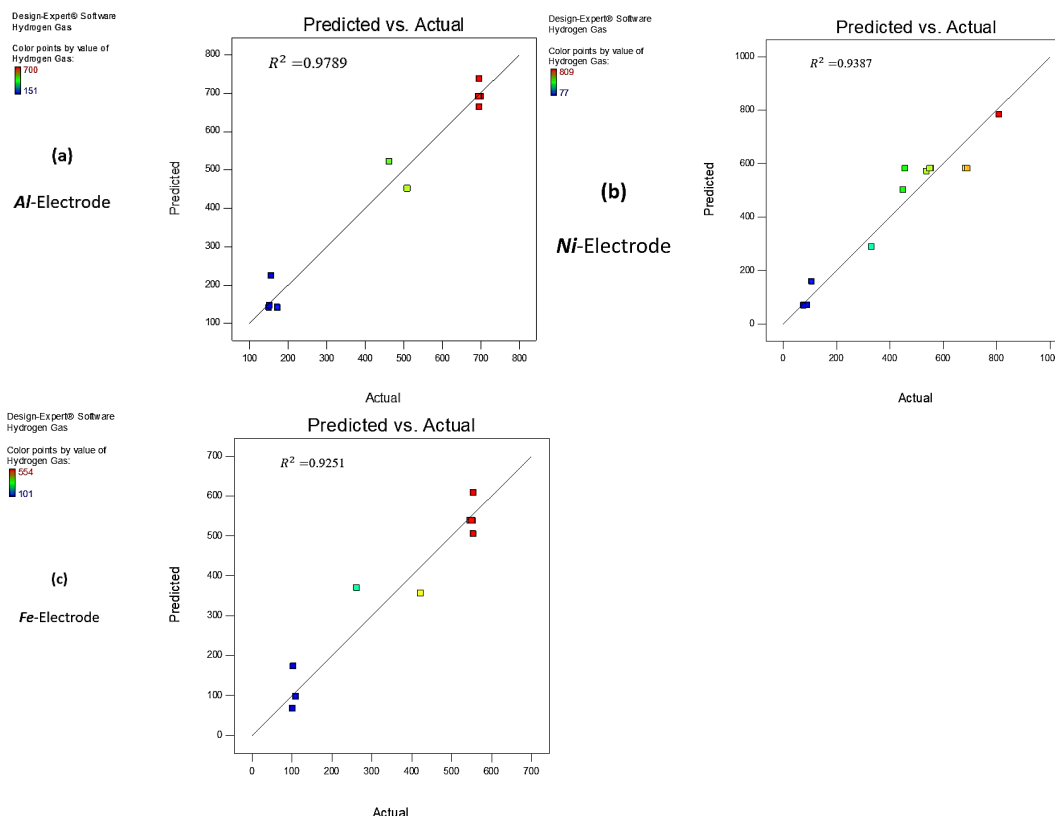 Design-Expert® Software
Hydrogen Gas
Color points by value of
Hydrogen Gas:
700
151
(a)
Al-Electrode
Predicted vs. Actual
R² =0.9789
800
700
600
500
400
300
200
100
Predicted
100 200 300 400 500 600 700 800
Actual
Design-Expert® Software
Hydrogen Gas
Color points by value of
Hydrogen Gas:
809
77
(b)
Ni-Electrode
Predicted vs. Actual
R² =0.9387
1000
800
600
400
200
0
Predicted
0 200 400 600 800 1000
Actual
Design-Expert® Software
Hydrogen Gas
Color points by value of
Hydrogen Gas:
554
101
(c)
Fe-Electrode
Predicted vs. Actual
R² =0.9251
700
600
500
400
300
200
100
0
Predicted
0 100 200 300 400 500 600 700
Actual